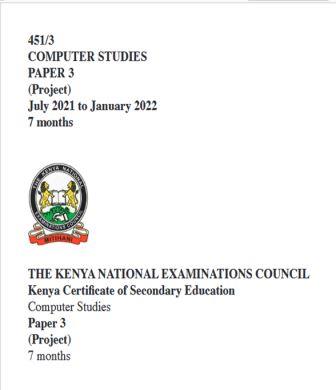 451/3
COMPUTER STUDIES
PAPER 3
(Project)
July 2021 to January 2022
7 months
THE KENYA NATIONAL
EXAMINATIONS COUNCIL
MITIHANI
THE KENYA NATIONAL EXAMINATIONS COUNCIL
Kenya Certificate of Secondary Education
Computer Studies
Paper 3
(Project)
7 months